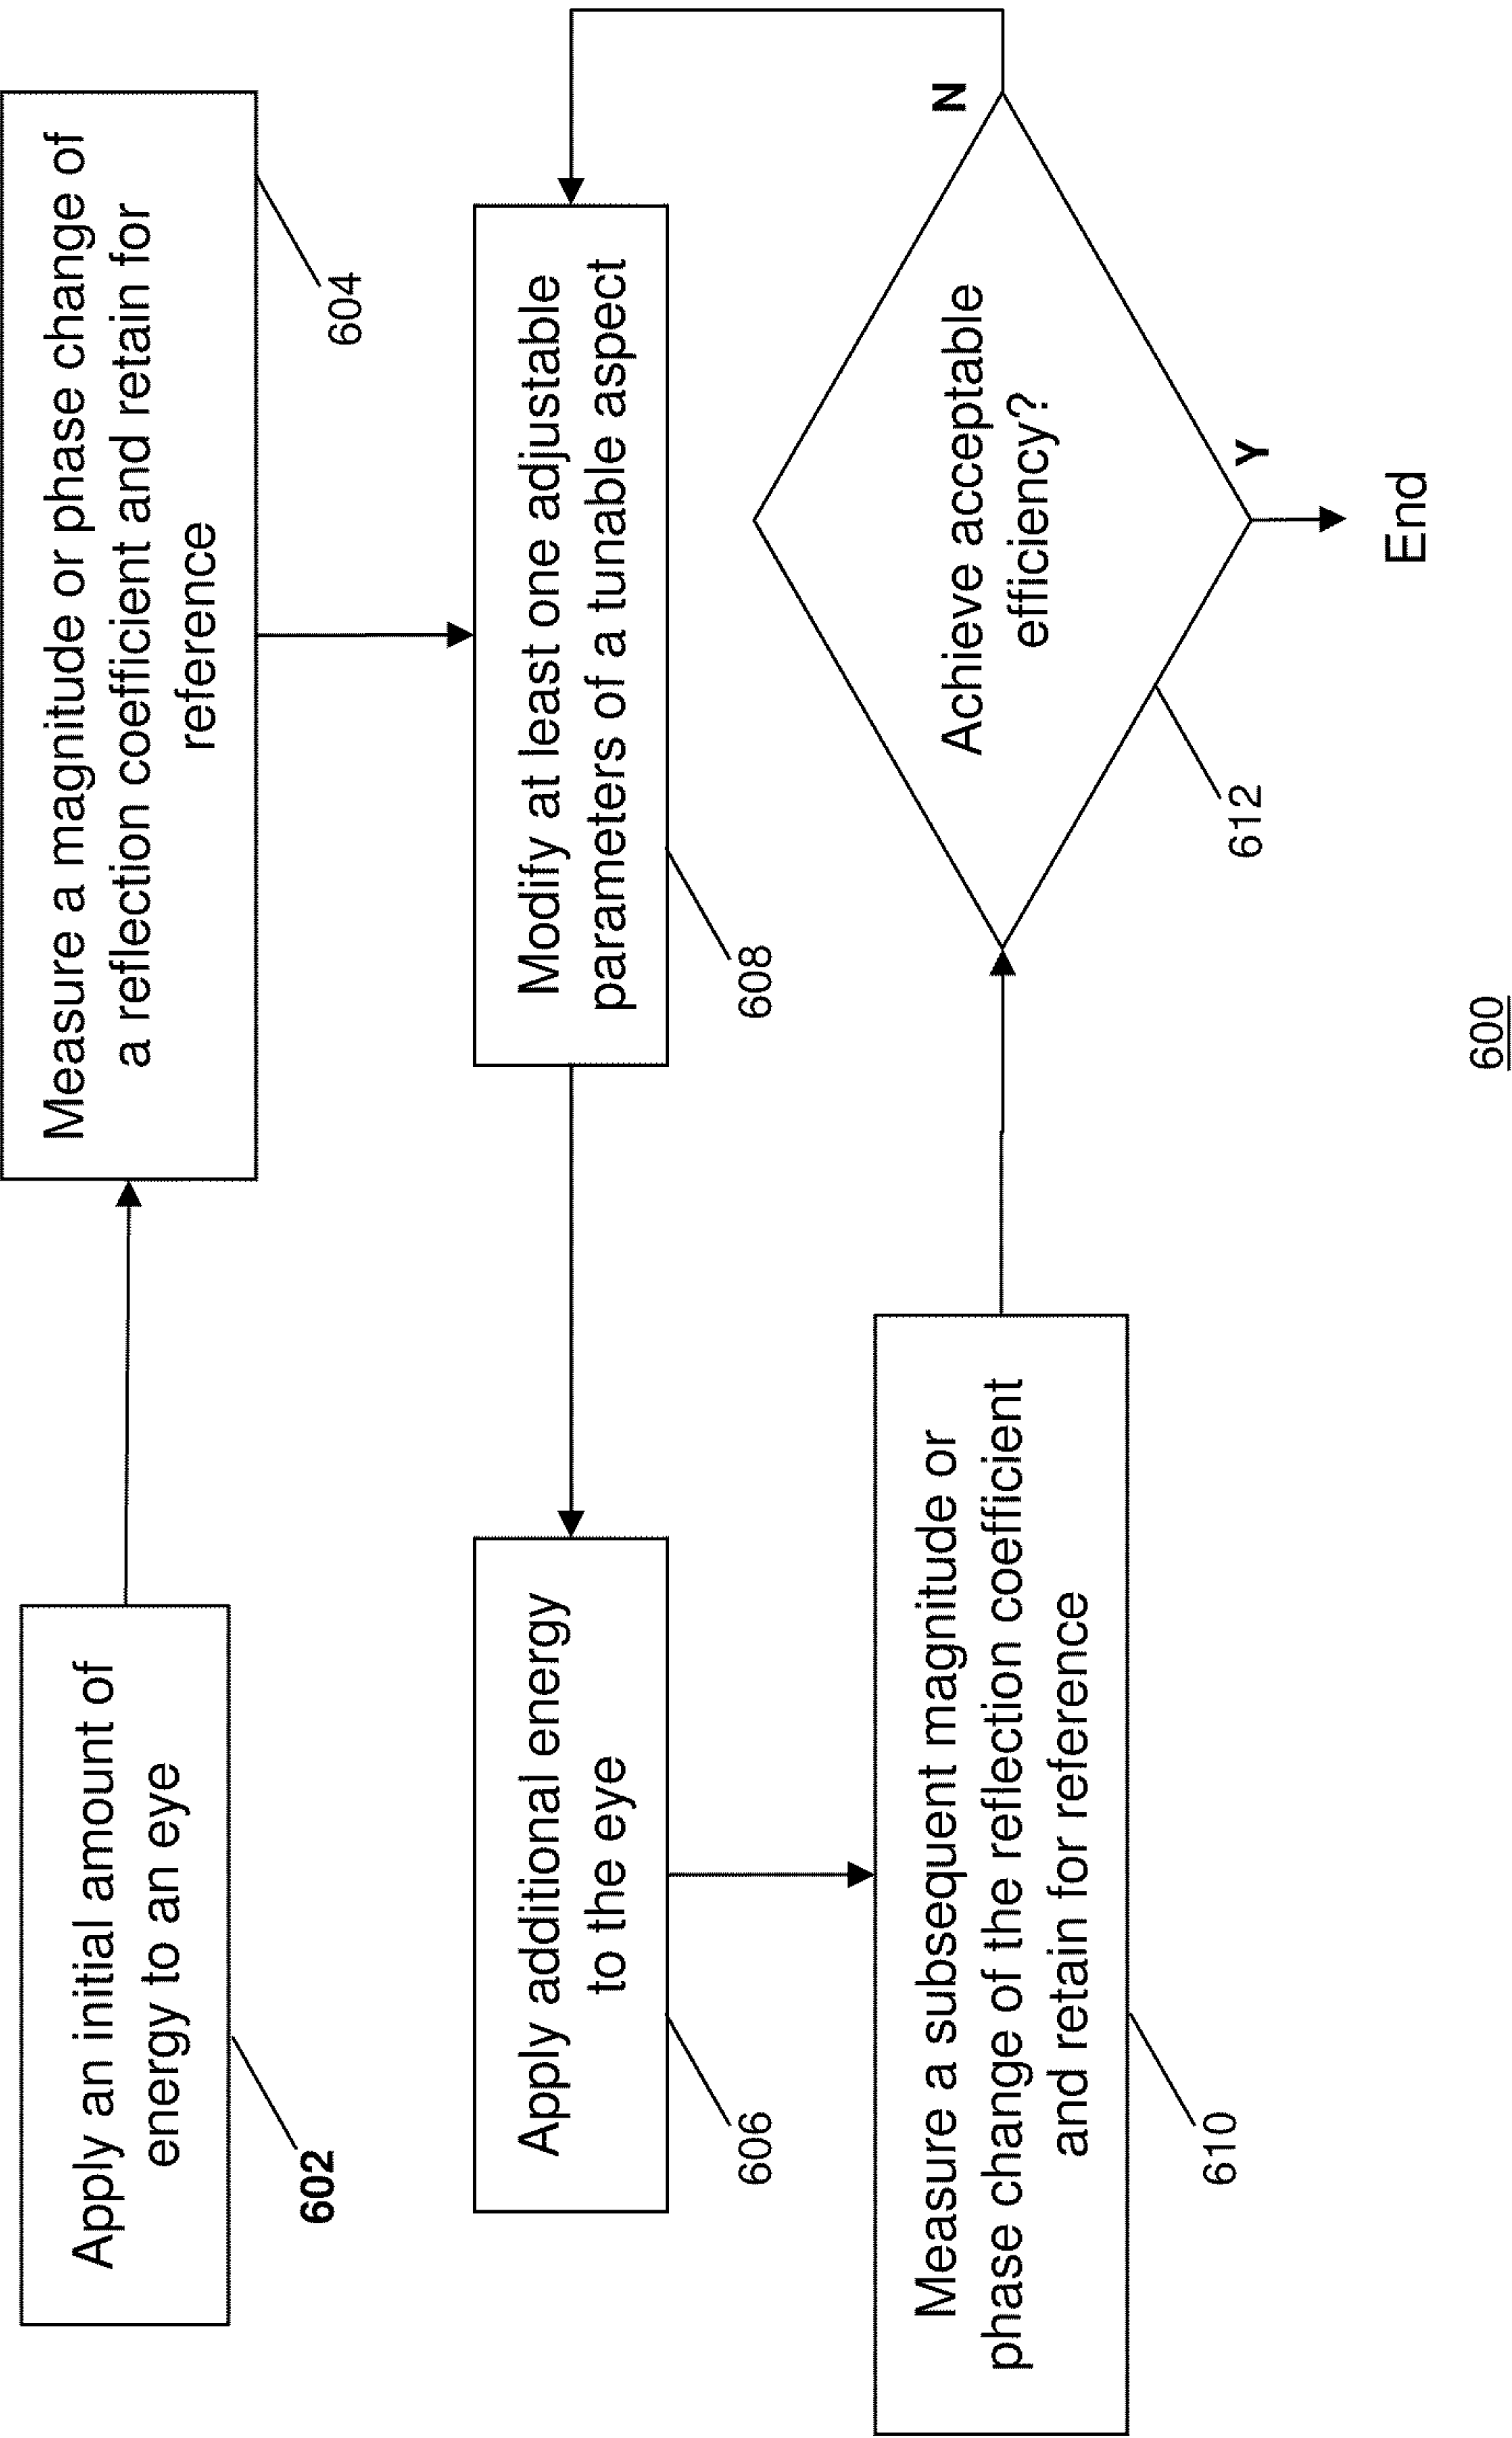 Apply an initial amount of
energy to an eye
602
Measure a magnitude or phase change of
a reflection coefficient and retain for
reference
604
Apply additional energy
to the eye
606
Modify at least one adjustable
parameters of a tunable aspect
608
Measure a subsequent magnitude or
phase change of the reflection coefficient
and retain for reference
610
Achieve acceptable
efficiency?
612
N
Y
End
600